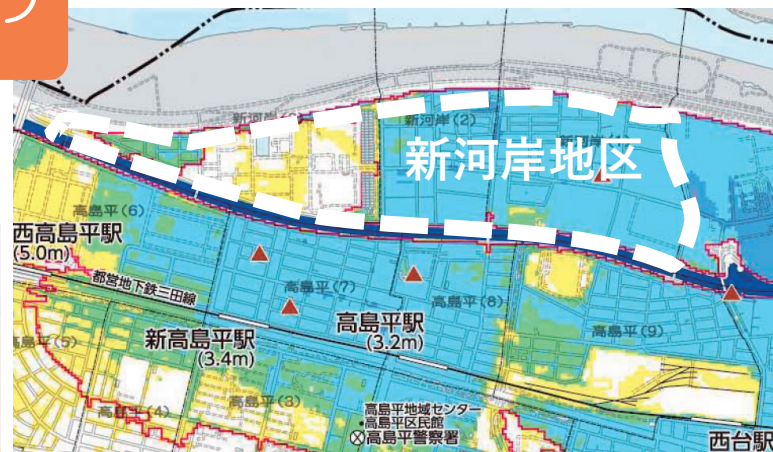 新河岸(2)
新河岸地区
高島平(6)
西高島平駅
(5.0m)
都営地下鉄三田線
高島平(7)
高島平(8)
高島平(9)
新高島平駅
(3.4m)
高島平駅
(3.2m)
高島平(5)
高島平(4)
高島平(3)
高島平地域センター
高島平区民館
高島平警察署
西台駅